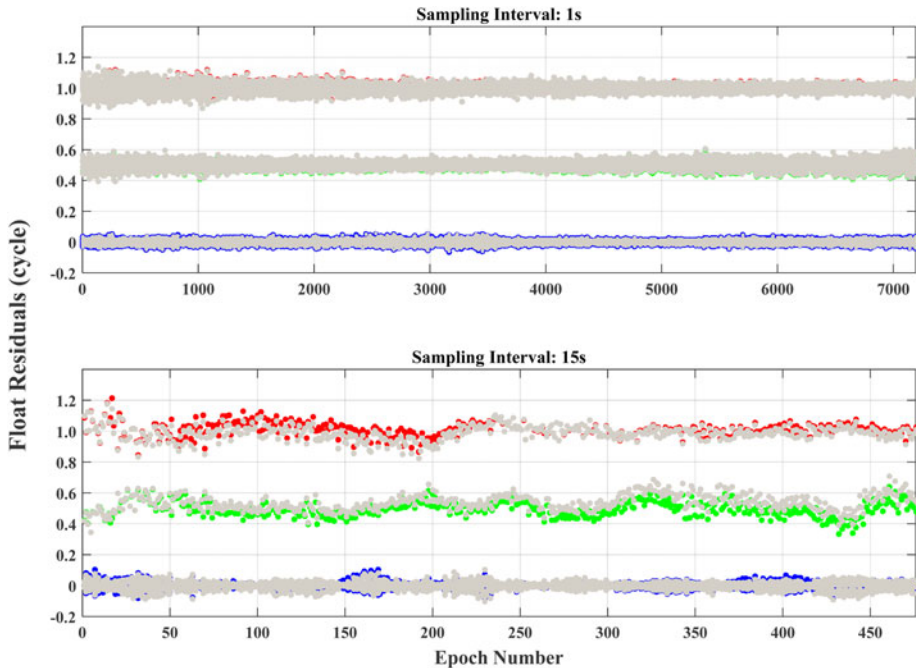 Sampling Interval: 1s
1.2
1.0
0.8
0.6
0.4
0.2
0
-0.2
0 1000 2000 3000 4000 5000 6000 7000
Float Residuals (cycle)
Sampling Interval: 15s
1.2
1.0
0.8
0.6
0.4
0.2
0
-0.2
0 50 100 150 200 250 300 350 400 450
Epoch Number